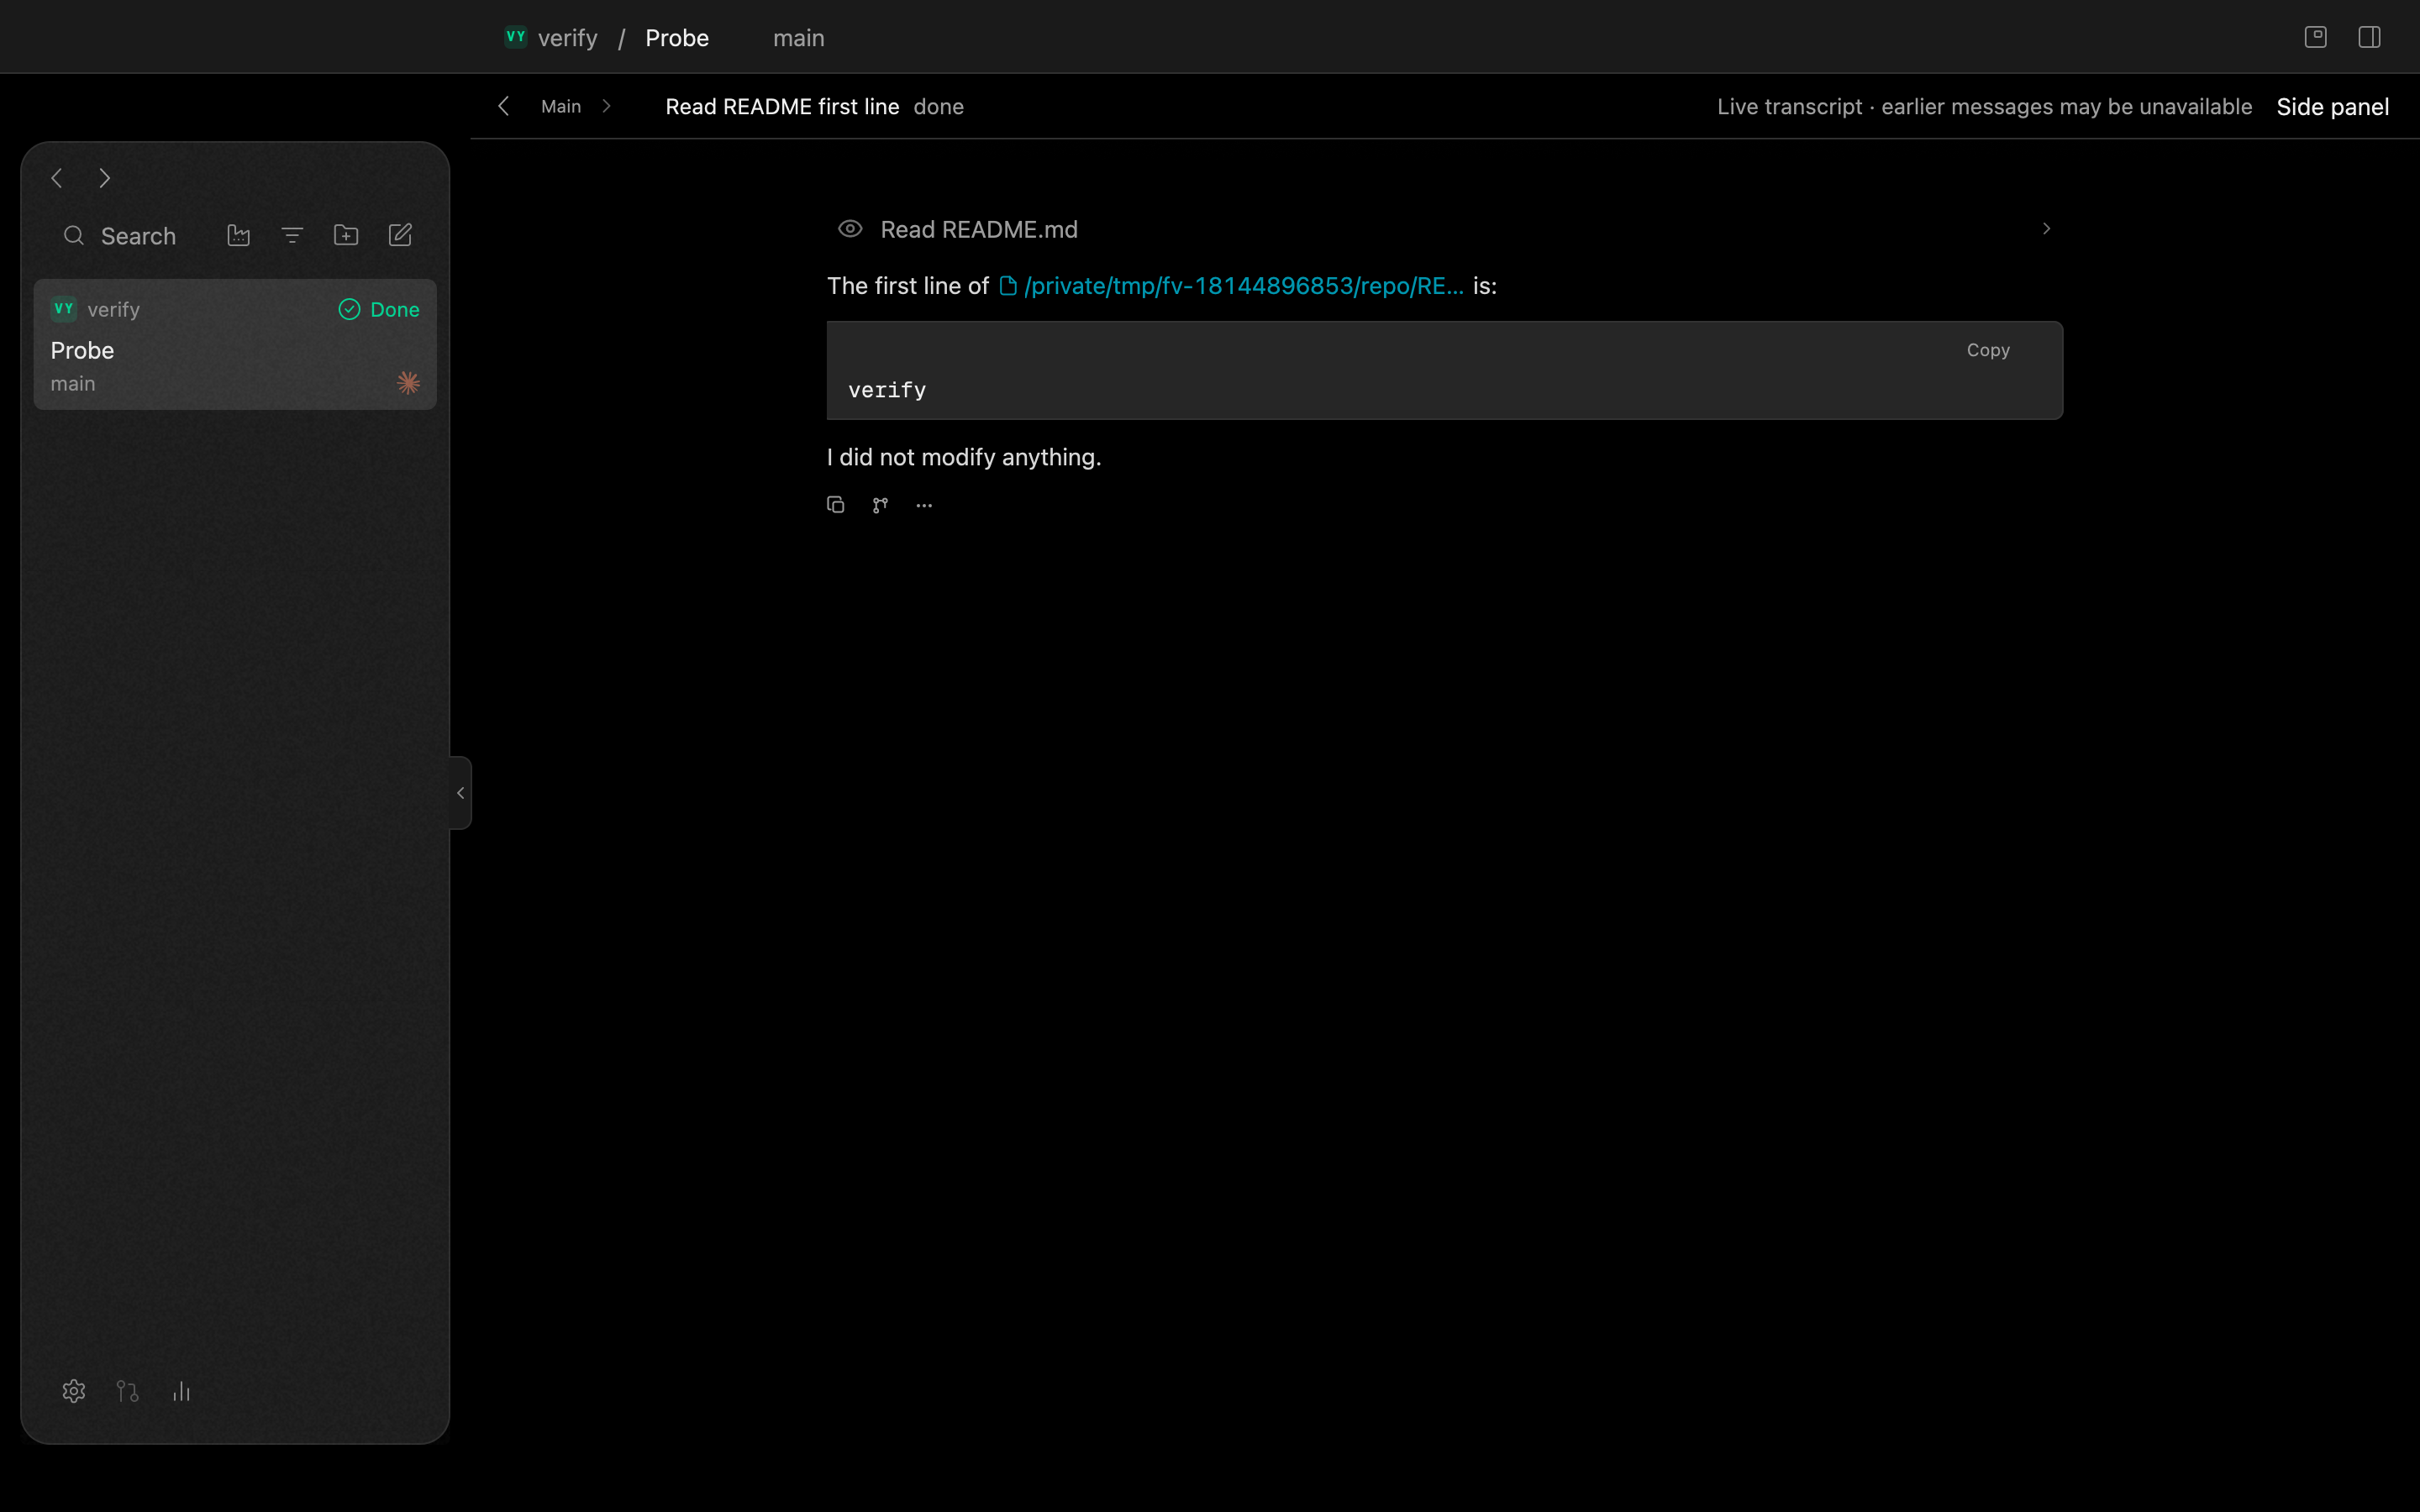 VY verify / Probe main
Main Read README first line done Live transcript · earlier messages may be unavailable Side panel
Search
VY verify Done
Probe
main
Read README.md
The first line of /private/tmp/fv-18144896853/repo/RE... is:
Copy
verify
I did not modify anything.